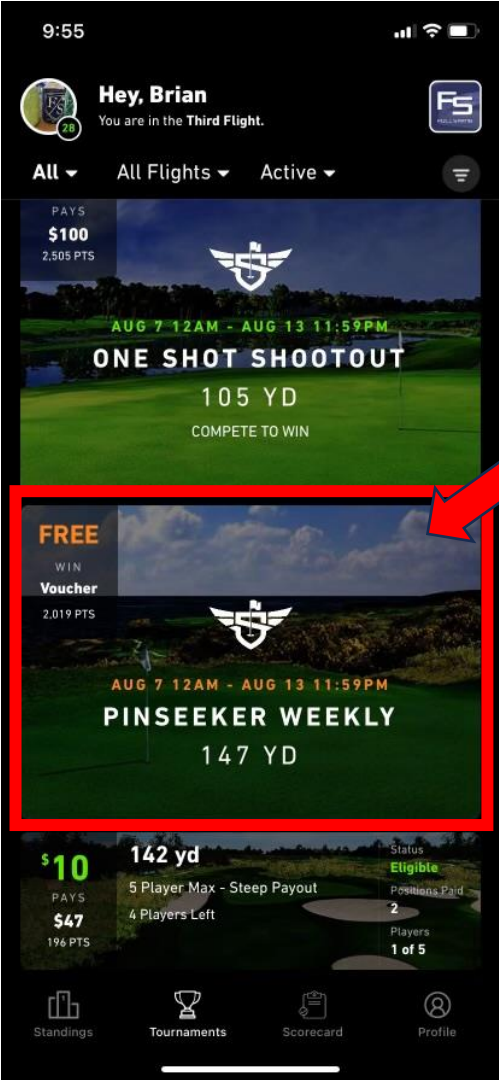 9:55
Hey, Brian
You are in the Third Flight.
28
FS
All
All Flights
Active
PAYS
$100
2,505 PTS
AUG 7 12AM - AUG 13 11:59PM
ONE SHOT SHOOTOUT
105 YD
COMPETE TO WIN
FREE
WIN
Voucher
2,019 PTS
AUG 7 12AM - AUG 13 11:59PM
PINSEEKER WEEKLY
147 YD
$10
PAYS
$47
196 PTS
142 yd
5 Player Max - Steep Payout
4 Players Left
Status
Eligible
Positions Paid
2
Players
1 of 5
Standings
Tournaments
Scorecard
Profile